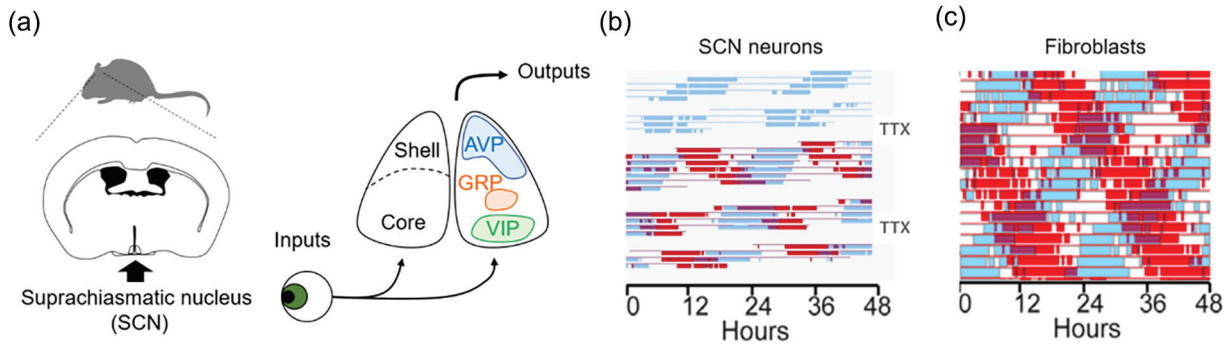 (a)
Outputs
Shell
AVP
GRP
Core
VIP
Inputs
Suprachiasmatic nucleus
(SCN)
(b)
SCN neurons
TTX
TTX
0 12 24 36 48
Hours
(c)
Fibroblasts
0 12 24 36 48
Hours